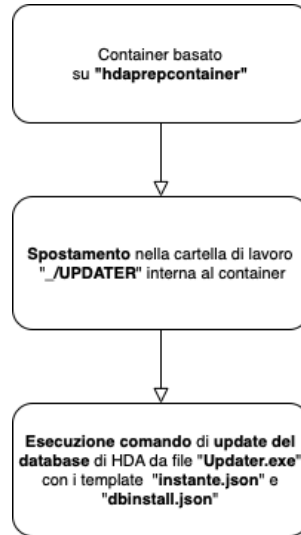 Container basato
su "hdaprepcontainer"
Spostamento nella cartella di lavoro
"_/UPDATER" interna al container
Esecuzione comando di update del
database di HDA da file "Updater.exe"
con i template "instante.json" e
"dbinstall.json"